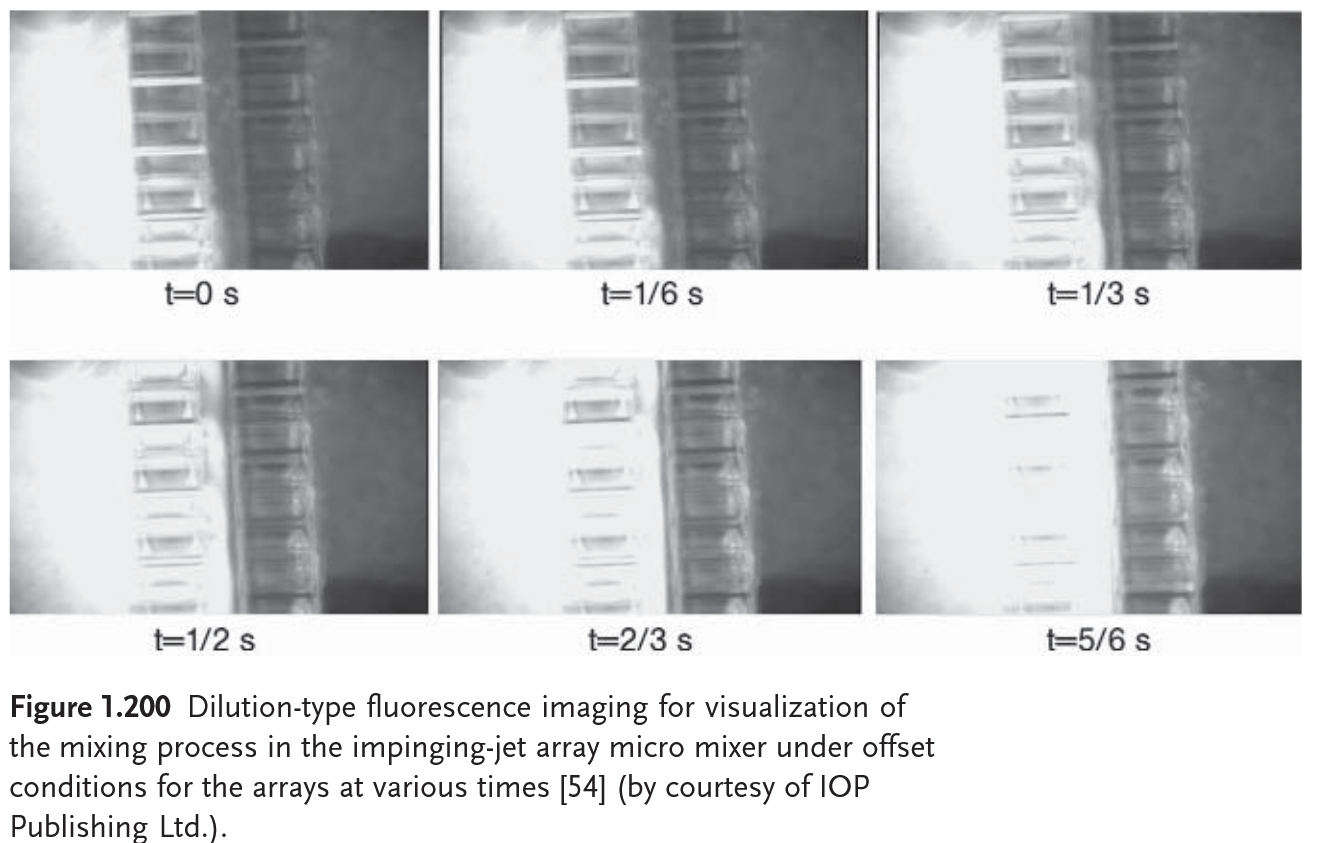 t=0 s
t=1/6 s
t=1/3 s
t=1/2 s
t=2/3 s
t=5/6 s
Figure 1.200 Dilution-type fluorescence imaging for visualization of
the mixing process in the impinging-jet array micro mixer under offset
conditions for the arrays at various times [54] (by courtesy of IOP
Publishing Ltd.).